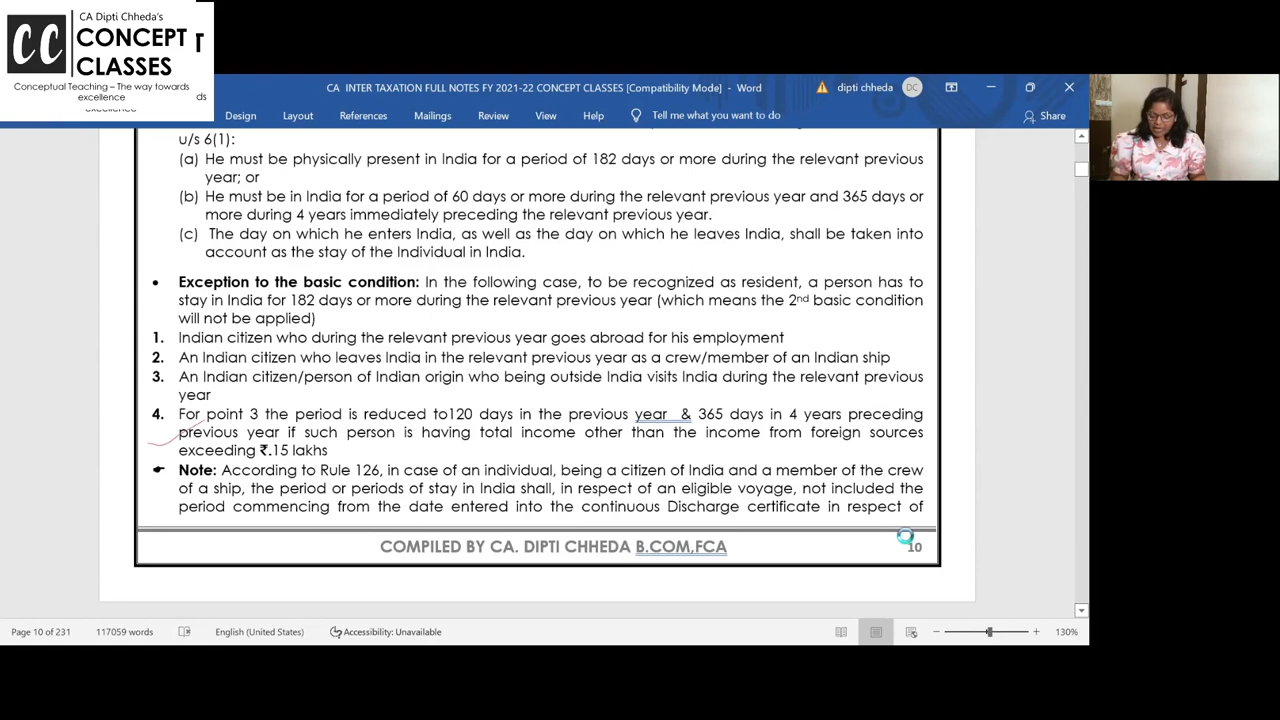 CC
CA Dipti Chheda's
CONCEPT
CLASSES
Conceptual Teaching – The way towards
excellence
T
ds
CA INTER TAXATION FULL NOTES FY 2021-22 CONCEPT CLASSES [Compatibility Mode] - Word
dipti chheda
DC
Design Layout References Mailings Review View Help Tell me what you want to do Share
u/s 6(1):
(a) He must be physically present in India for a period of 182 days or more during the relevant previous
year; or
(b) He must be in India for a period of 60 days or more during the relevant previous year and 365 days or
more during 4 years immediately preceding the relevant previous year.
(c) The day on which he enters India, as well as the day on which he leaves India, shall be taken into
account as the stay of the Individual in India.
• Exception to the basic condition: In the following case, to be recognized as resident, a person has to
stay in India for 182 days or more during the relevant previous year (which means the 2nd basic condition
will not be applied)
1. Indian citizen who during the relevant previous year goes abroad for his employment
2. An Indian citizen who leaves India in the relevant previous year as a crew/member of an Indian ship
3. An Indian citizen/person of Indian origin who being outside India visits India during the relevant previous
year
4. For point 3 the period is reduced to120 days in the previous year & 365 days in 4 years preceding
previous year if such person is having total income other than the income from foreign sources
exceeding ₹.15 lakhs
Note: According to Rule 126, in case of an individual, being a citizen of India and a member of the crew
of a ship, the period or periods of stay in India shall, in respect of an eligible voyage, not included the
period commencing from the date entered into the continuous Discharge certificate in respect of
COMPILED BY CA. DIPTI CHHEDA B.COM,FCA
10
Page 10 of 231 117059 words English (United States) Accessibility: Unavailable 130%